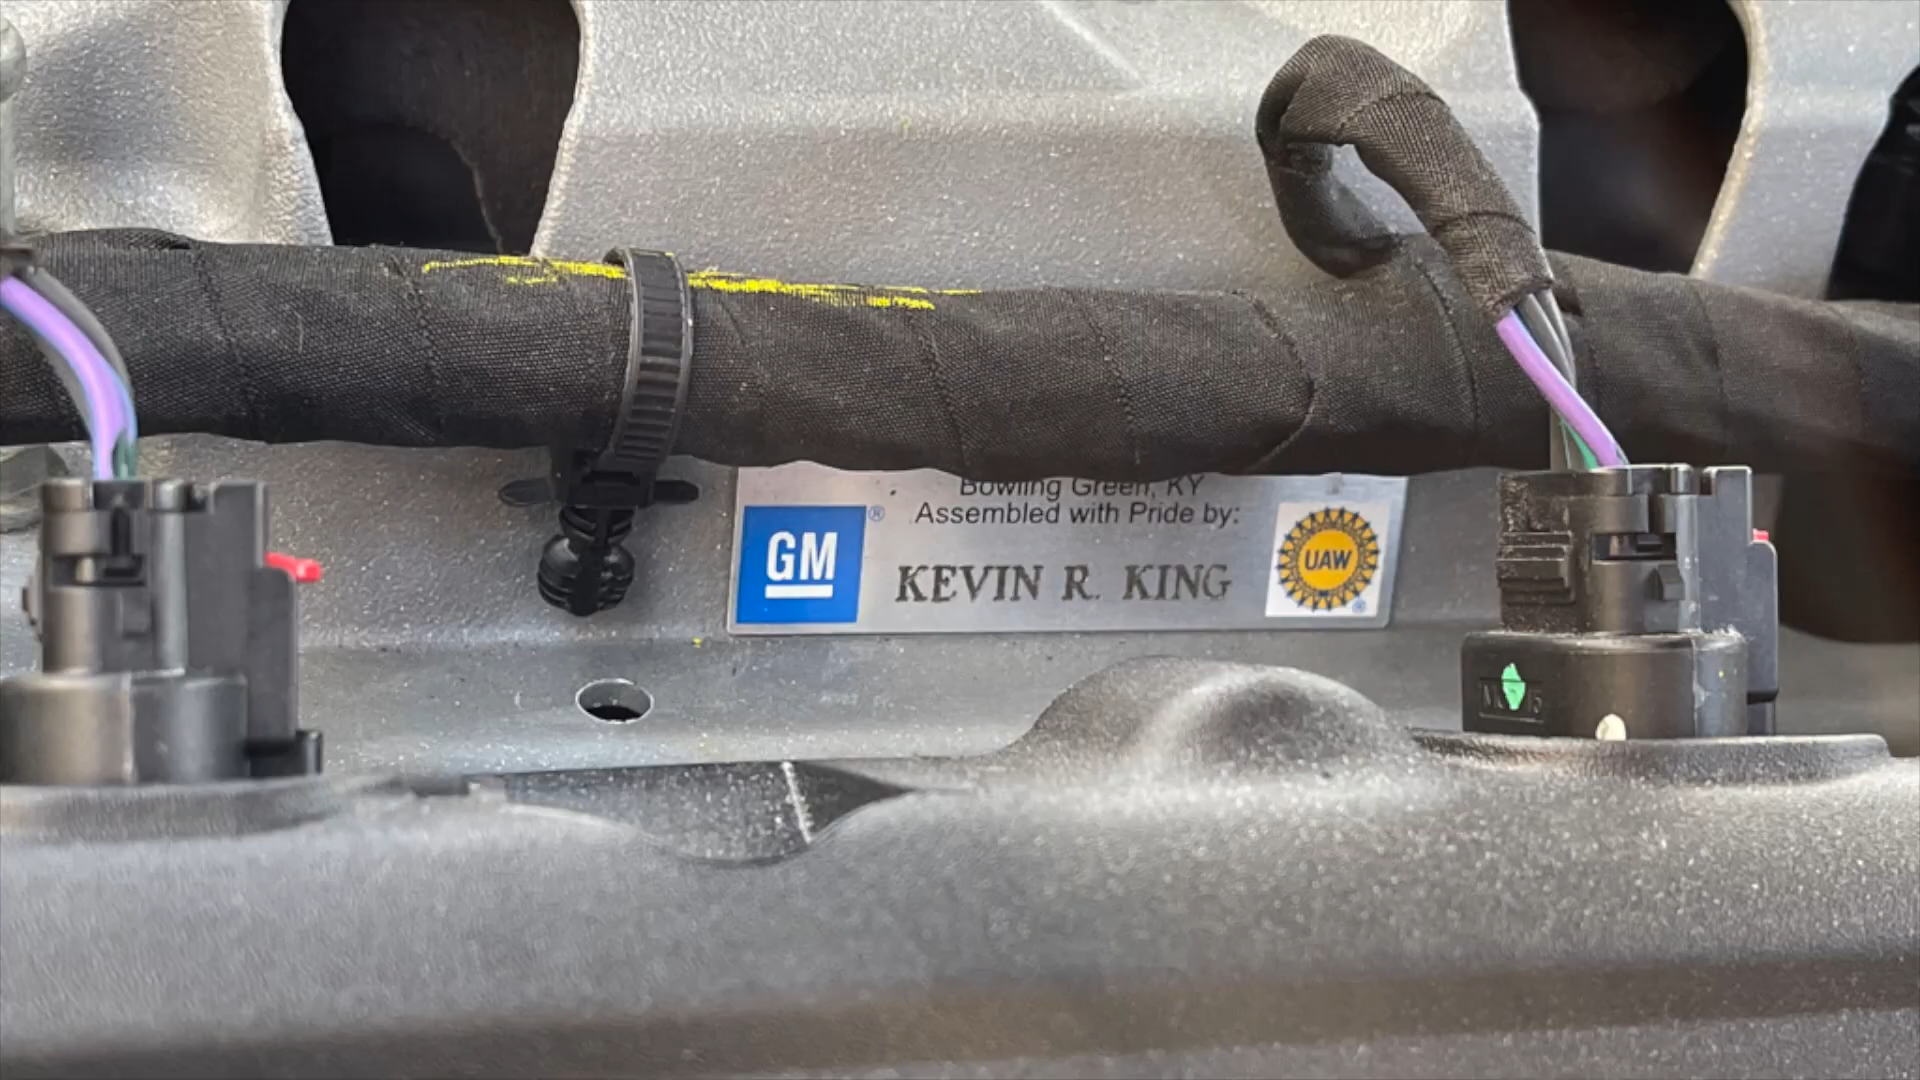 Bowling Green, KY
Assembled with Pride by:
GM ®
KEVIN R. KING
UAW ®